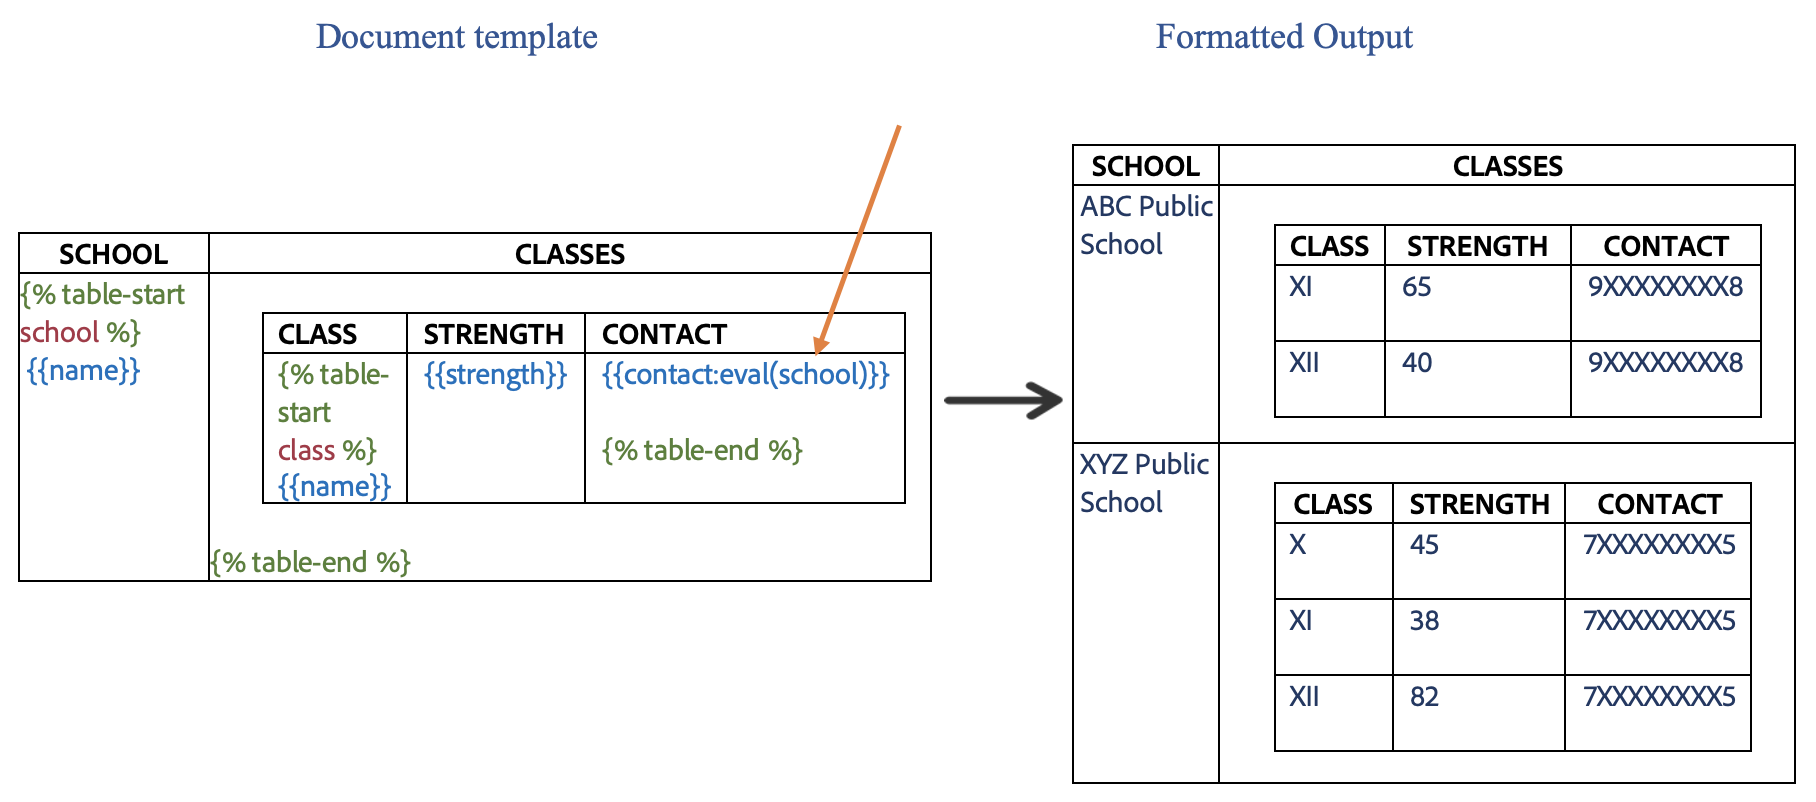 Document template
Formatted Output
SCHOOL CLASSES
{% table-start
school %}
{{name}}
CLASS STRENGTH CONTACT
{% table-
start
class %}
{{name}}
{{strength}}
{{contact:eval(school)}}
{% table-end %}
{% table-end %}
SCHOOL CLASSES
ABC Public
School
CLASS STRENGTH CONTACT
XI 65 9XXXXXXXX8
XII 40 9XXXXXXXX8
XYZ Public
School
CLASS STRENGTH CONTACT
X 45 7XXXXXXXX5
XI 38 7XXXXXXXX5
XII 82 7XXXXXXXX5